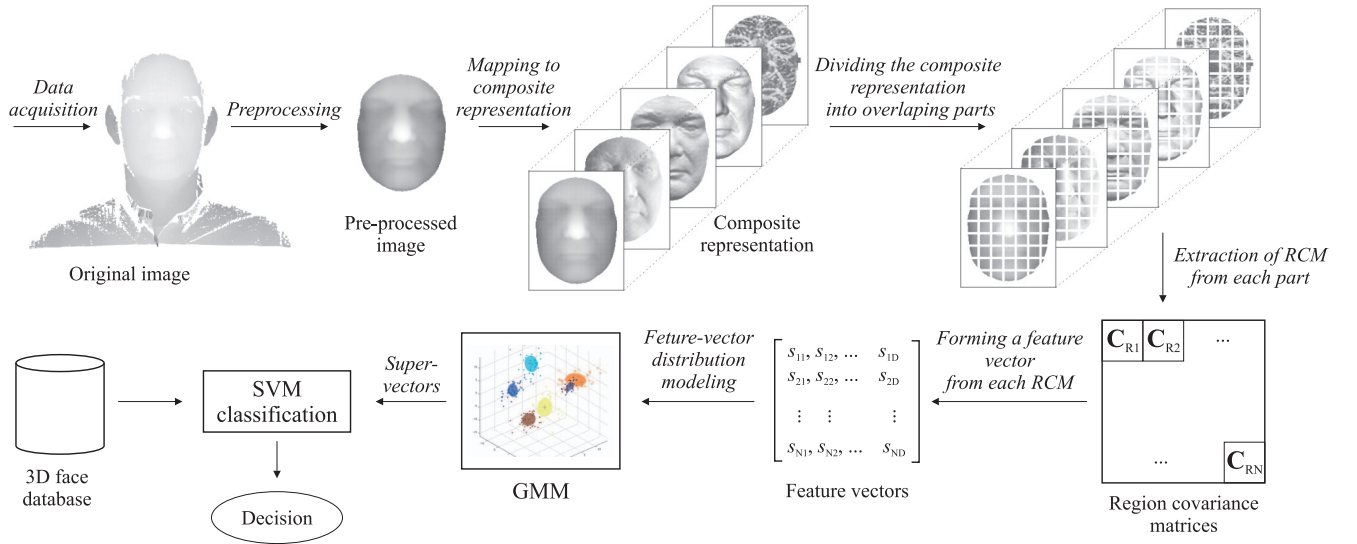 Data
acquisition
Original image
Preprocessing
Pre-processed
image
Mapping to
composite
representation
Composite
representation
Dividing the composite
representation
into overlaping parts
Extraction of RCM
from each part
C_R1 C_R2 ...
... C_RN
Region covariance
matrices
Forming a feature
vector
from each RCM
s_11, s_12, ... s_1D
s_21, s_22, ... s_2D
⋮ ⋮ ⋮
s_N1, s_N2, ... s_ND
Feature vectors
Feture-vector
distribution
modeling
GMM
Super-
vectors
SVM
classification
Decision
3D face
database